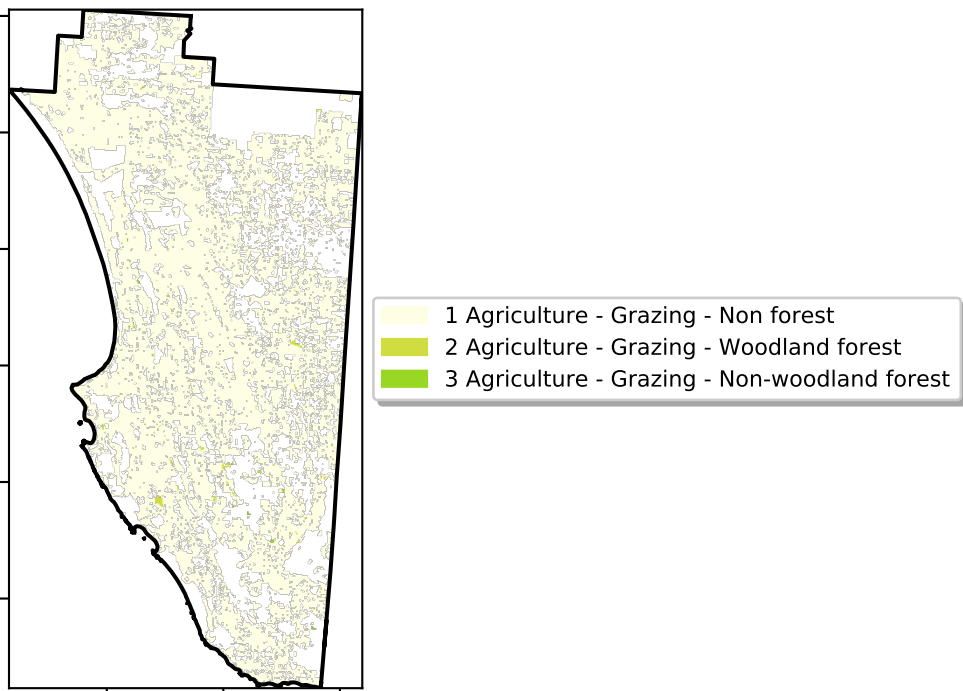 1 Agriculture - Grazing - Non forest
2 Agriculture - Grazing - Woodland forest
3 Agriculture - Grazing - Non-woodland forest